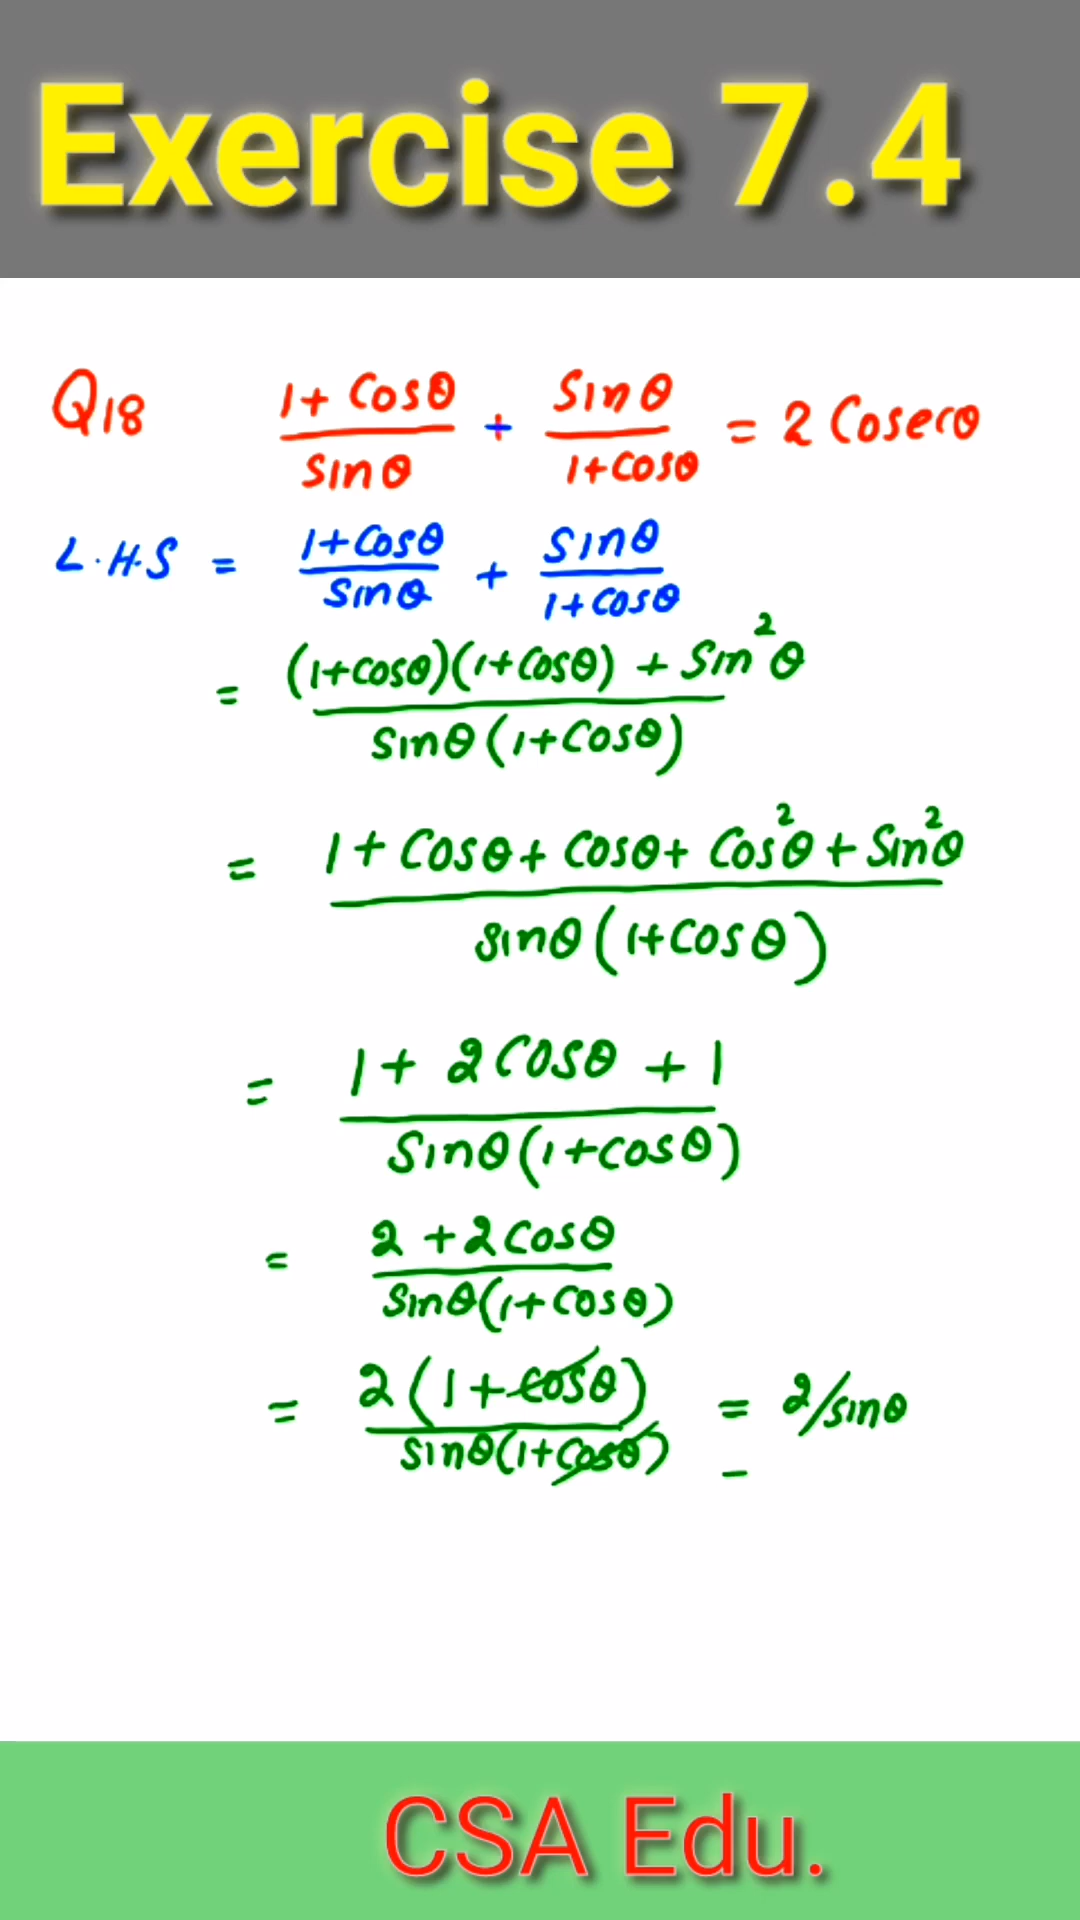 Exercise 7.4
Q18 (1 + Cosθ)/(Sinθ) + (Sinθ)/(1+Cosθ) = 2 Cosecθ
L.H.S = (1+Cosθ)/(Sinθ) + (Sinθ)/(1+Cosθ)
= ((1+Cosθ)(1+Cosθ) + Sin²θ)/(Sinθ(1+Cosθ))
= (1 + Cosθ + Cosθ + Cos²θ + Sin²θ)/(Sinθ(1+Cosθ))
= (1 + 2Cosθ + 1)/(Sinθ(1+Cosθ))
= (2 + 2Cosθ)/(Sinθ(1+Cosθ))
= (2(1+Cosθ))/(Sinθ(1+Cosθ)) = 2/Sinθ
CSA Edu.